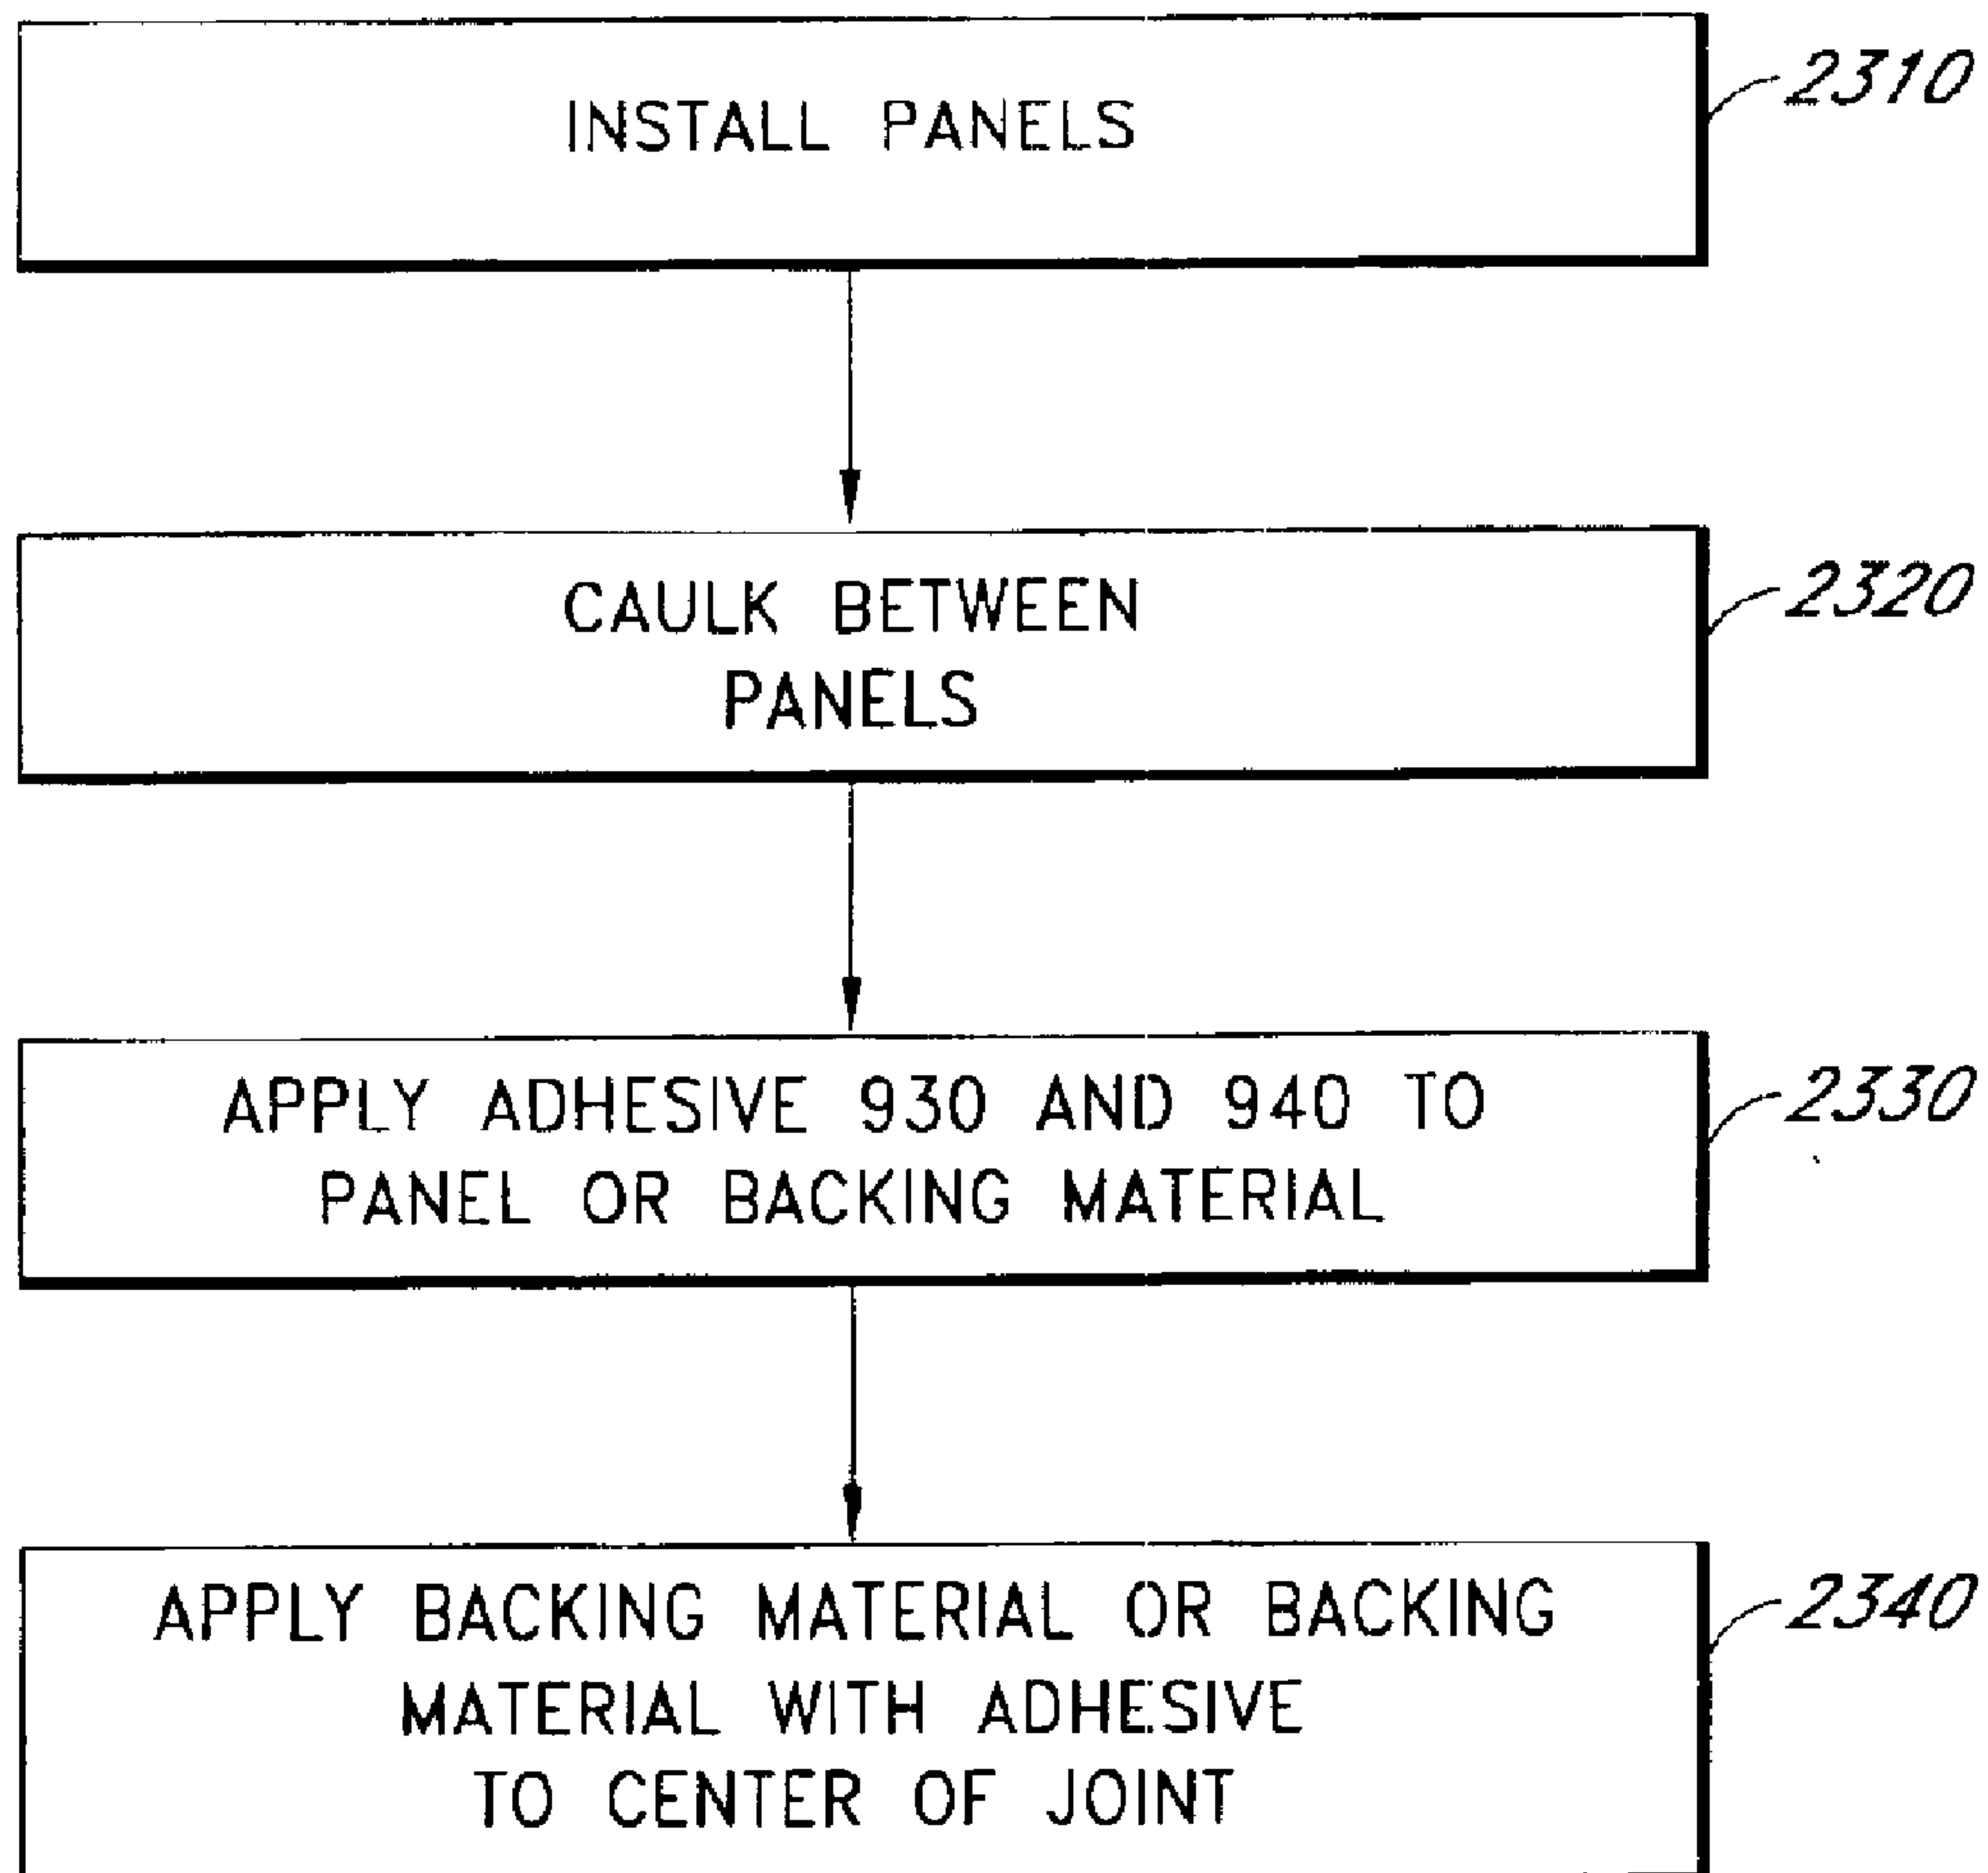 INSTALL PANELS
2310
CAULK BETWEEN
PANELS
2320
APPLY ADHESIVE 930 AND 940 TO
PANEL OR BACKING MATERIAL
2330
APPLY BACKING MATERIAL OR BACKING
MATERIAL WITH ADHESIVE
TO CENTER OF JOINT
2340